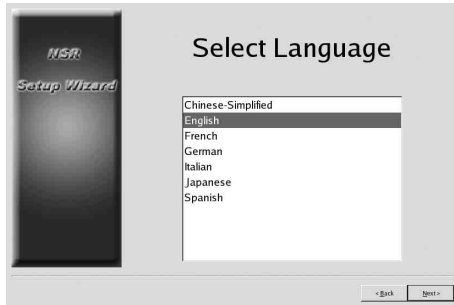 NSR
Setup Wizard
Select Language
Chinese-Simplified
English
French
German
Italian
Japanese
Spanish
< Back
Next >